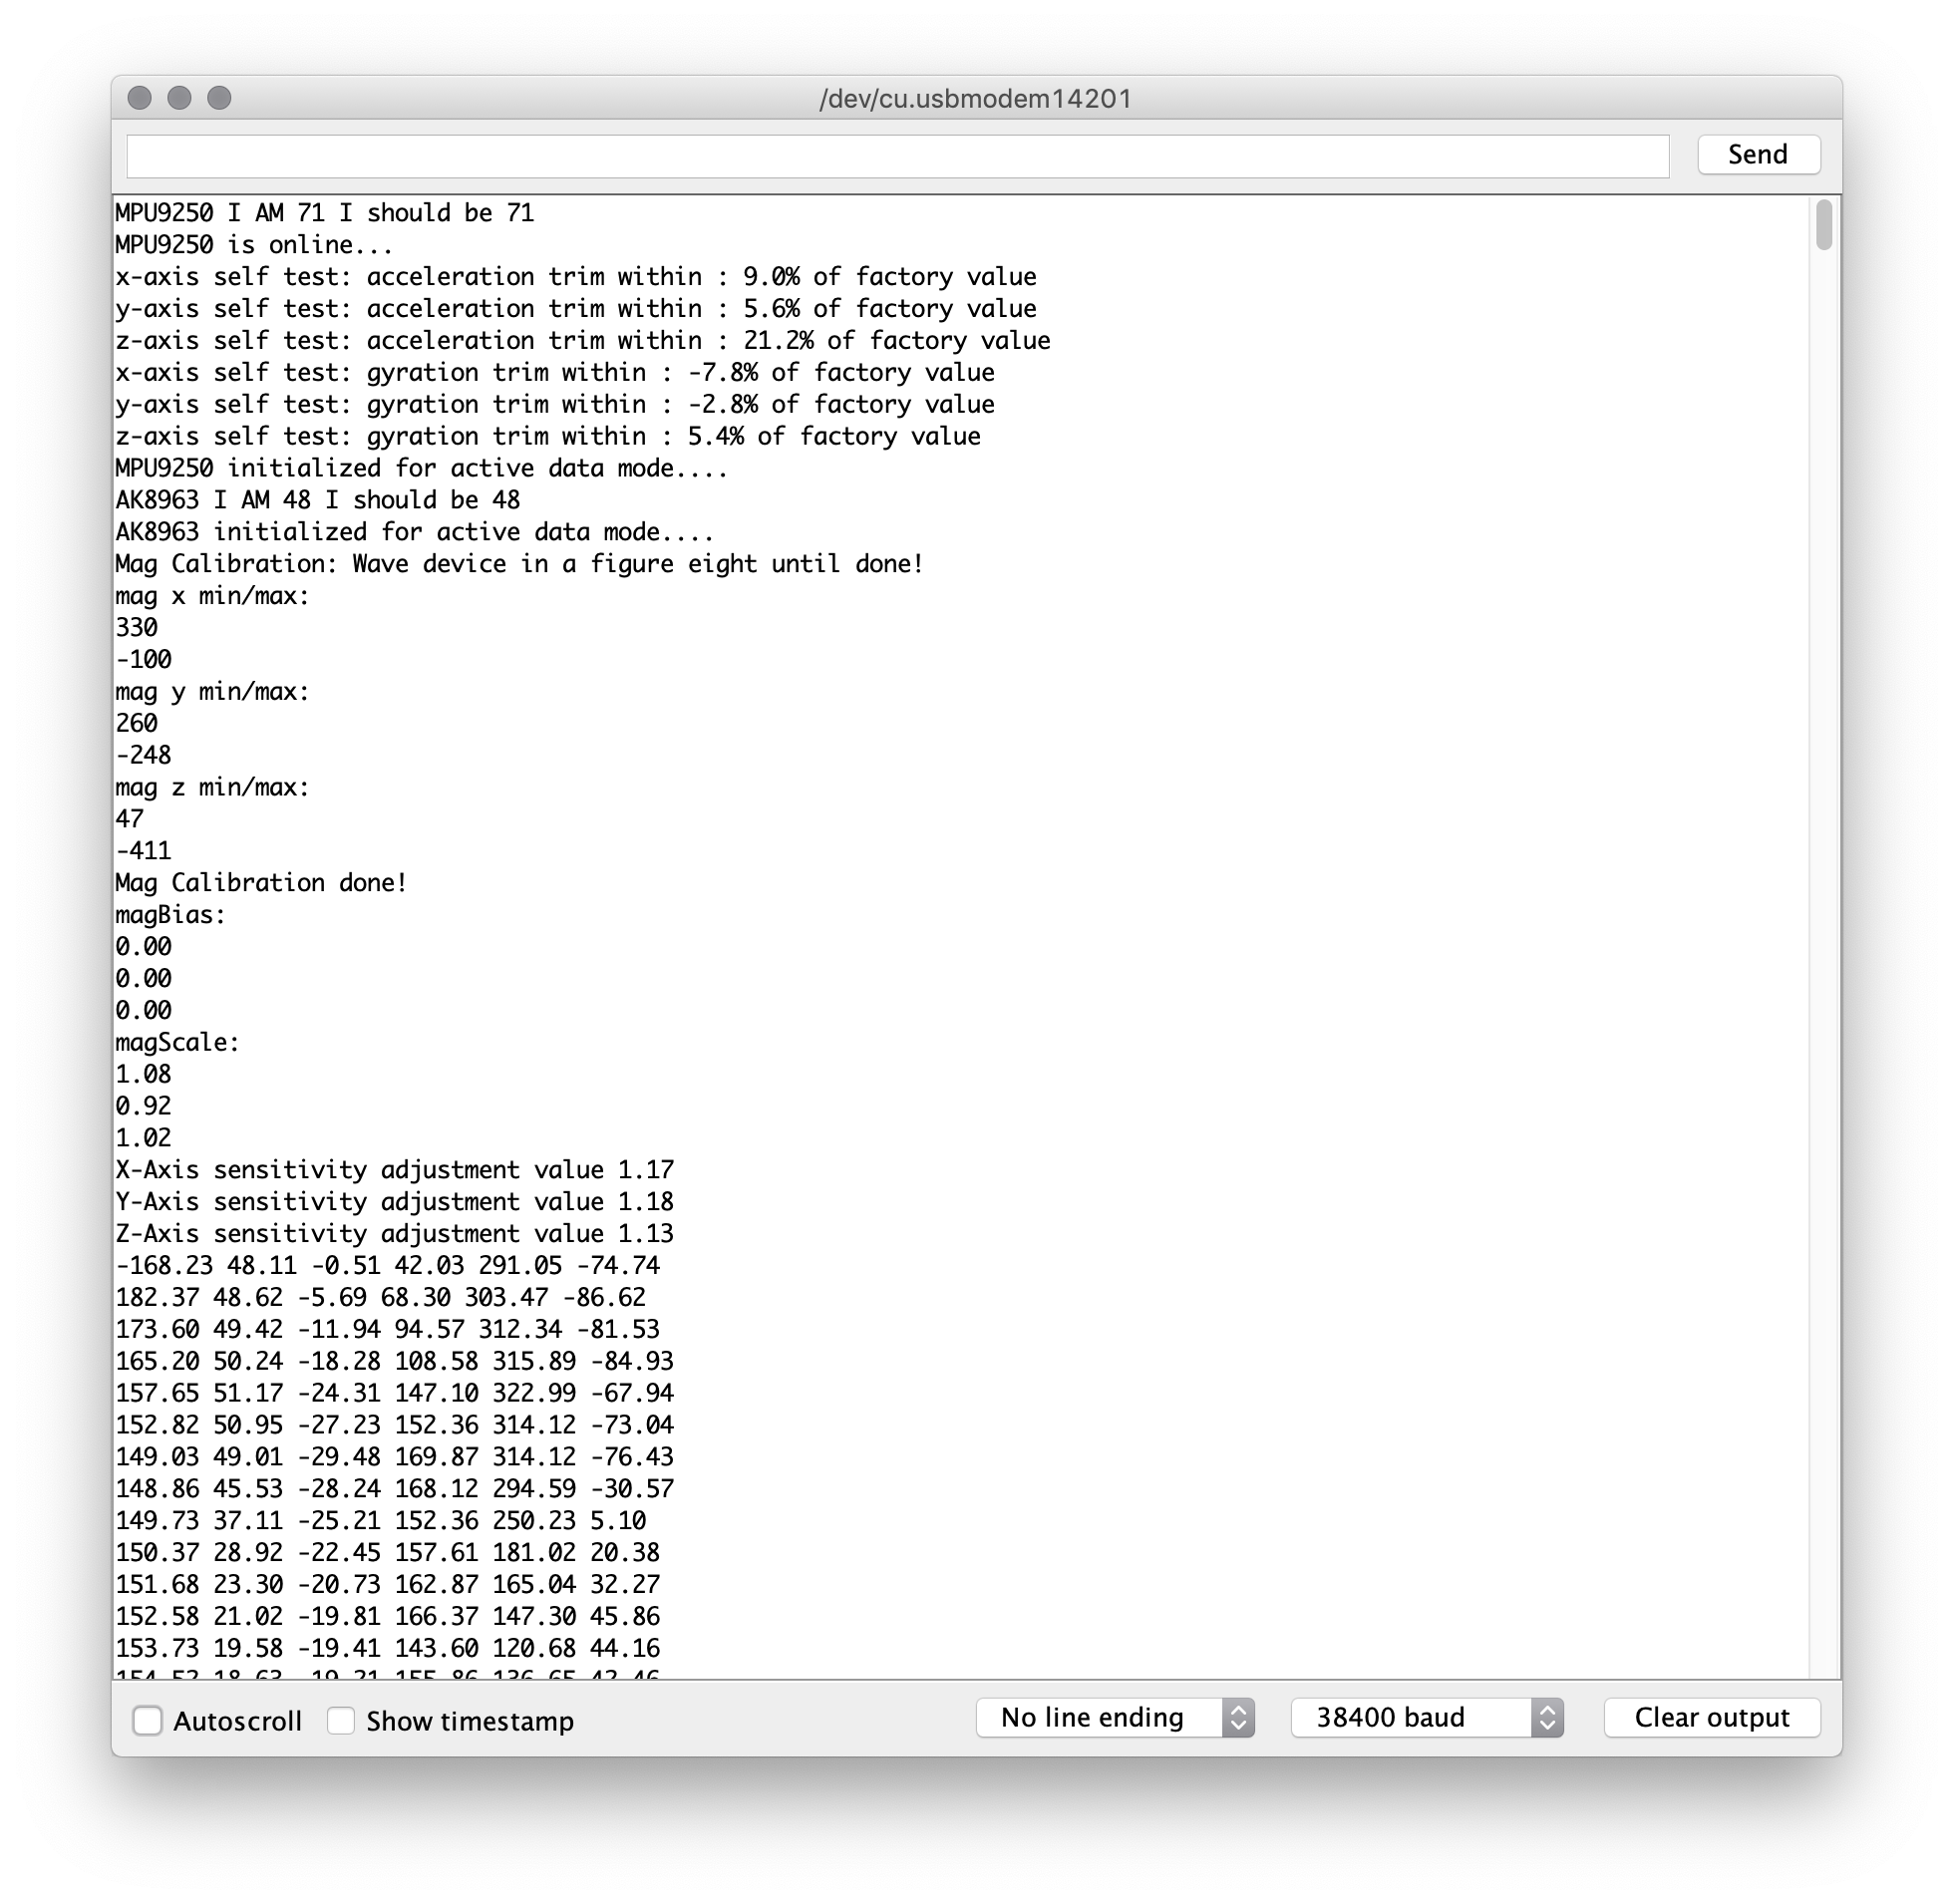 /dev/cu.usbmodem14201
Send
MPU9250 I AM 71 I should be 71
MPU9250 is online...
x-axis self test: acceleration trim within : 9.0% of factory value
y-axis self test: acceleration trim within : 5.6% of factory value
z-axis self test: acceleration trim within : 21.2% of factory value
x-axis self test: gyration trim within : -7.8% of factory value
y-axis self test: gyration trim within : -2.8% of factory value
z-axis self test: gyration trim within : 5.4% of factory value
MPU9250 initialized for active data mode....
AK8963 I AM 48 I should be 48
AK8963 initialized for active data mode....
Mag Calibration: Wave device in a figure eight until done!
mag x min/max:
330
-100
mag y min/max:
260
-248
mag z min/max:
47
-411
Mag Calibration done!
magBias:
0.00
0.00
0.00
magScale:
1.08
0.92
1.02
X-Axis sensitivity adjustment value 1.17
Y-Axis sensitivity adjustment value 1.18
Z-Axis sensitivity adjustment value 1.13
-168.23 48.11 -0.51 42.03 291.05 -74.74
182.37 48.62 -5.69 68.30 303.47 -86.62
173.60 49.42 -11.94 94.57 312.34 -81.53
165.20 50.24 -18.28 108.58 315.89 -84.93
157.65 51.17 -24.31 147.10 322.99 -67.94
152.82 50.95 -27.23 152.36 314.12 -73.04
149.03 49.01 -29.48 169.87 314.12 -76.43
148.86 45.53 -28.24 168.12 294.59 -30.57
149.73 37.11 -25.21 152.36 250.23 5.10
150.37 28.92 -22.45 157.61 181.02 20.38
151.68 23.30 -20.73 162.87 165.04 32.27
152.58 21.02 -19.81 166.37 147.30 45.86
153.73 19.58 -19.41 143.60 120.68 44.16
Autoscroll
Show timestamp
No line ending
38400 baud
Clear output